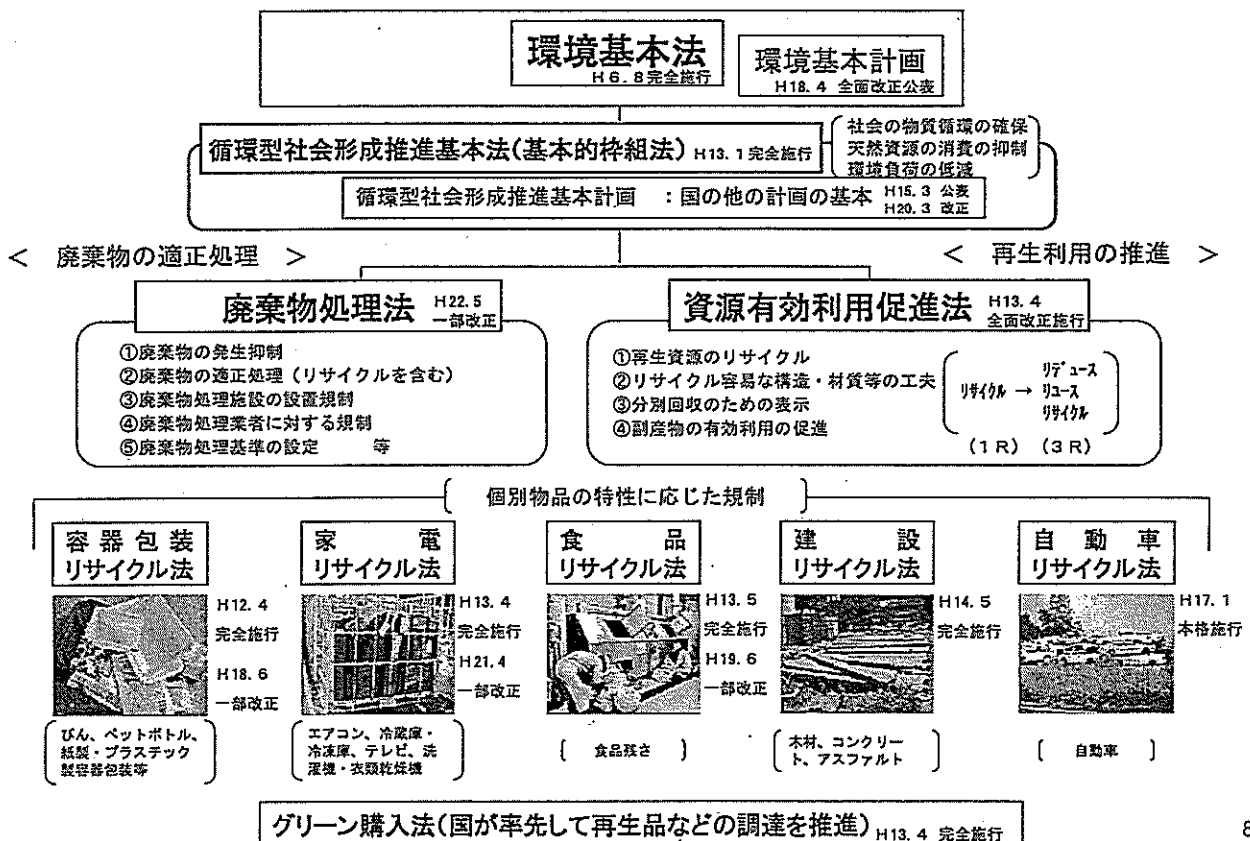 環境基本法
H6.8完全施行
環境基本計画
H18.4 全面改正公表
循環型社会形成推進基本法(基本的枠組法) H13.1完全施行
社会の物質循環の確保
天然資源の消費の抑制
環境負荷の低減
循環型社会形成推進基本計画 :国の他の計画の基本
H15.3 公表
H20.3 改正
< 廃棄物の適正処理 >
< 再生利用の推進 >
廃棄物処理法
H22.5
一部改正
①廃棄物の発生抑制
②廃棄物の適正処理(リサイクルを含む)
③廃棄物処理施設の設置規制
④廃棄物処理業者に対する規制
⑤廃棄物処理基準の設定 等
資源有効利用促進法
H13.4
全面改正施行
①再生資源のリサイクル
②リサイクル容易な構造・材質等の工夫
③分別回収のための表示
④副産物の有効利用の促進
リデュース
リサイクル → リユース
リサイクル
(1R) (3R)
個別物品の特性に応じた規制
容器包装
リサイクル法
H12.4
完全施行
H18.6
一部改正
びん、ペットボトル、
紙製・プラスチック
製容器包装等
家電
リサイクル法
H13.4
完全施行
H21.4
一部改正
エアコン、冷蔵庫・
冷凍庫、テレビ、洗
濯機・衣類乾燥機
食品
リサイクル法
H13.5
完全施行
H19.6
一部改正
食品残さ
建設
リサイクル法
H14.5
完全施行
木材、コンクリー
ト、アスファルト
自動車
リサイクル法
H17.1
本格施行
自動車
グリーン購入法(国が率先して再生品などの調達を推進) H13.4 完全施行
8